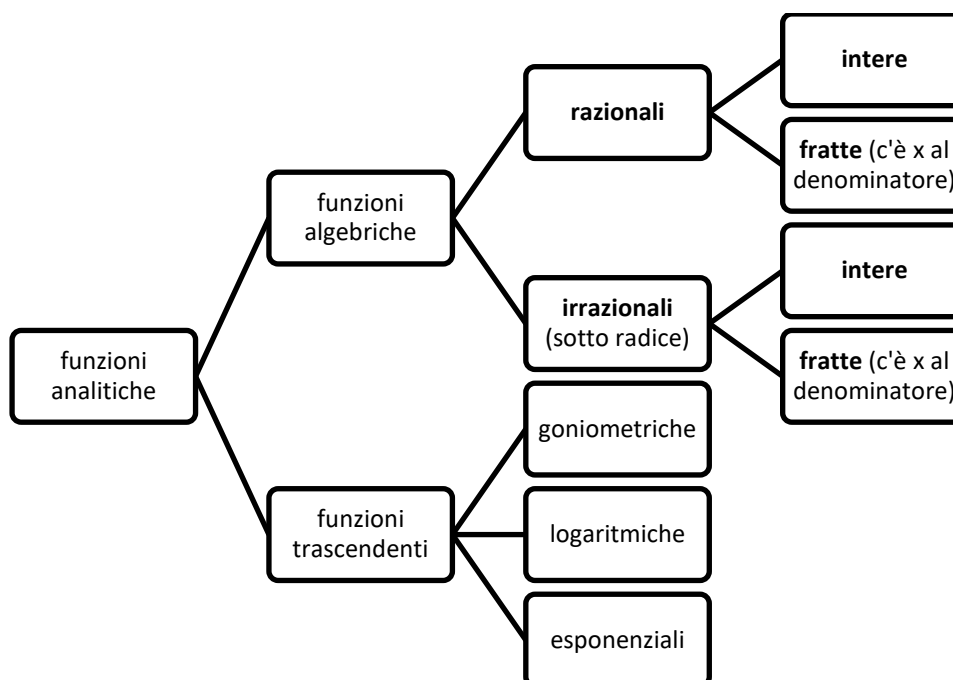 funzioni
analitiche
funzioni
algebriche
razionali
intere
fratte (c'è x al
denominatore)
irrazionali
(sotto radice)
intere
fratte (c'è x al
denominatore)
funzioni
trascendenti
goniometriche
logaritmiche
esponenziali